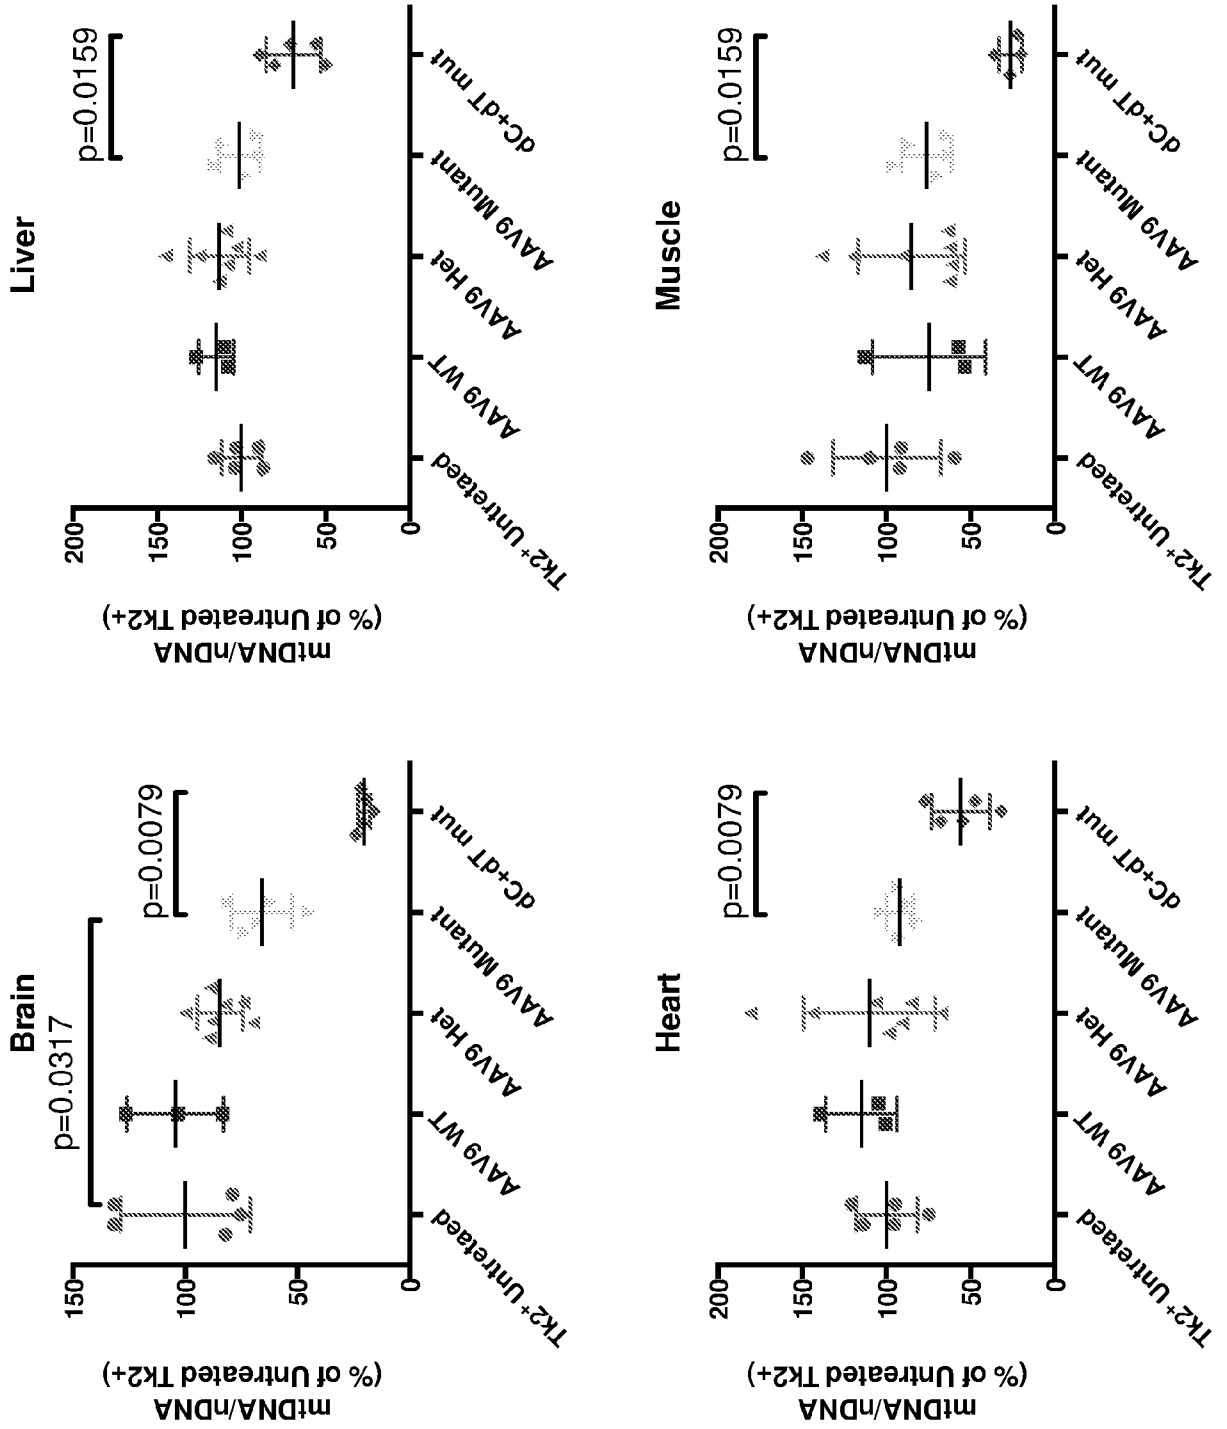 Brain
p=0.0317
p=0.0079
mtDNA/nDNA
(% of Untreated Tk2+)
150
100
50
0
Tk2+ Untretaed
AAV9 WT
AAV9 Het
AAV9 Mutant
dC+dT mut
Liver
p=0.0159
mtDNA/nDNA
(% of Untreated Tk2+)
200
150
100
50
0
Tk2+ Untretaed
AAV9 WT
AAV9 Het
AAV9 Mutant
dC+dT mut
Heart
p=0.0079
mtDNA/nDNA
(% of Untreated Tk2+)
200
150
100
50
0
Tk2+ Untretaed
AAV9 WT
AAV9 Het
AAV9 Mutant
dC+dT mut
Muscle
p=0.0159
mtDNA/nDNA
(% of Untreated Tk2+)
200
150
100
50
0
Tk2+ Untretaed
AAV9 WT
AAV9 Het
AAV9 Mutant
dC+dT mut